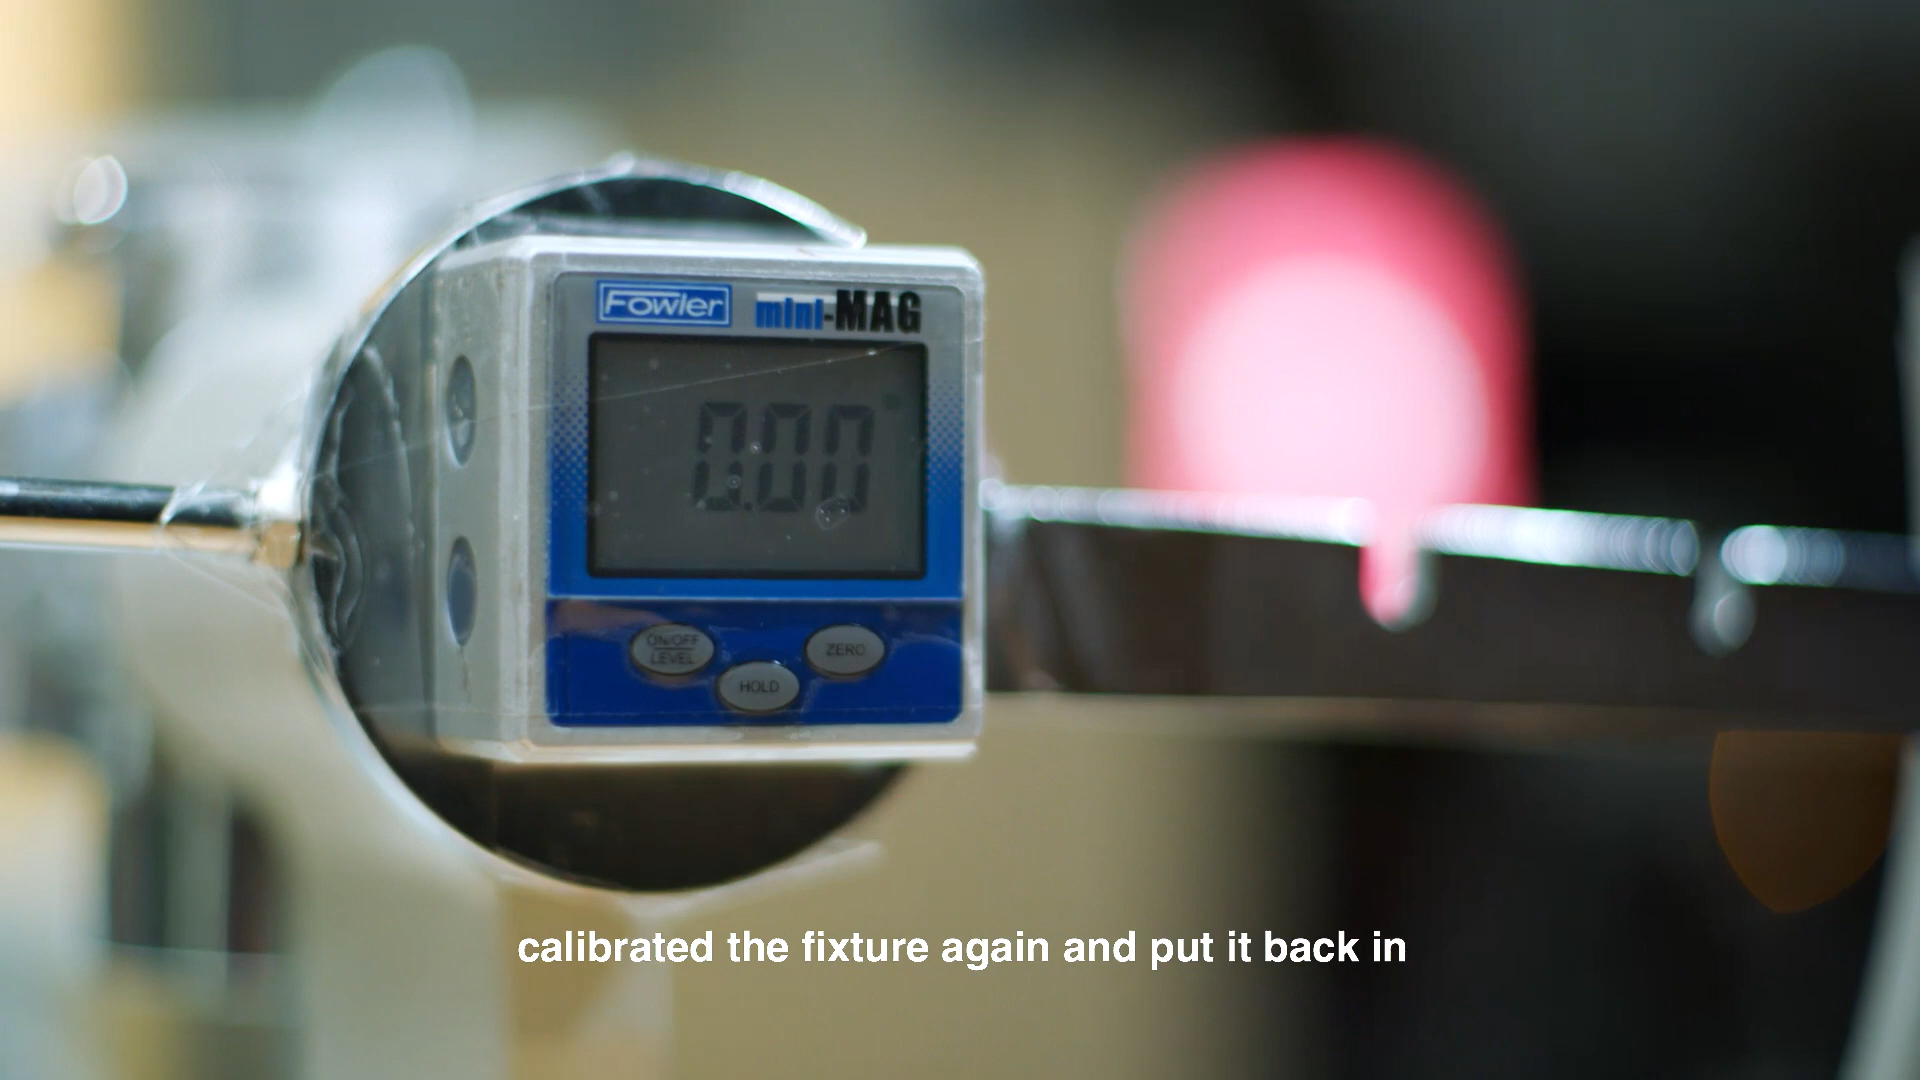 Fowler mini-MAG
0.00°
ON/OFF
LEVEL
ZERO
HOLD
calibrated the fixture again and put it back in